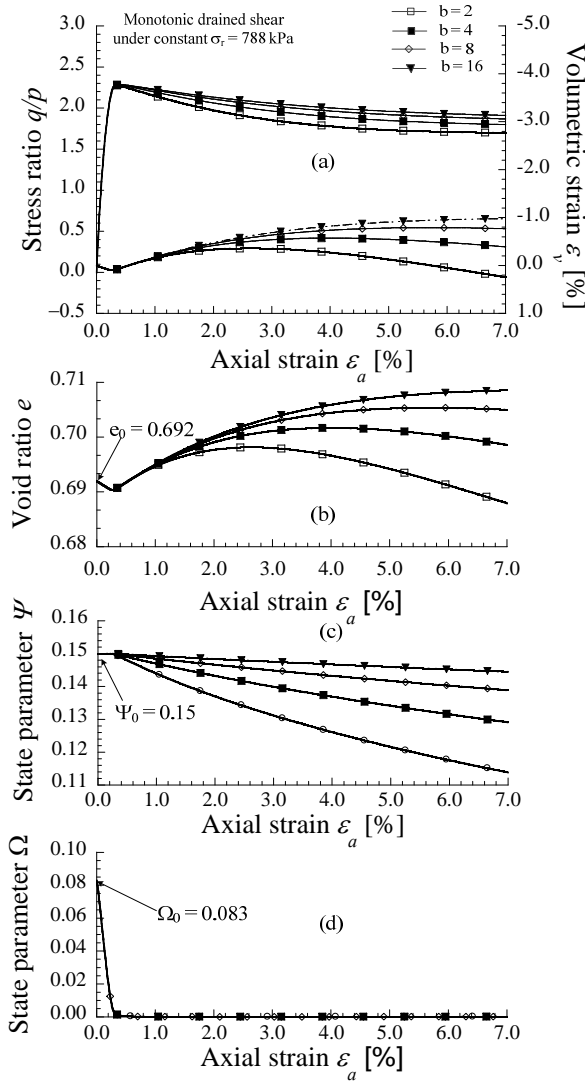 Monotonic drained shear
under constant σr = 788 kPa
b = 2
b = 4
b = 8
b = 16
Stress ratio q/p
3.0
2.5
2.0
1.5
1.0
0.5
0.0
−0.5
Volumetric strain εv [%]
-5.0
-4.0
-3.0
-2.0
-1.0
0.0
1.0
(a)
0.0 1.0 2.0 3.0 4.0 5.0 6.0 7.0
Axial strain εa [%]
Void ratio e
0.71
0.70
0.69
0.68
e0 = 0.692
(b)
0.0 1.0 2.0 3.0 4.0 5.0 6.0 7.0
Axial strain εa [%]
(c)
State parameter Ψ
0.15
0.14
0.13
0.12
0.11
Ψ0 = 0.15
0.0 1.0 2.0 3.0 4.0 5.0 6.0 7.0
Axial strain εa [%]
State parameter Ω
0.10
0.08
0.06
0.04
0.02
0.00
Ω0 = 0.083
(d)
0.0 1.0 2.0 3.0 4.0 5.0 6.0 7.0
Axial strain εa [%]